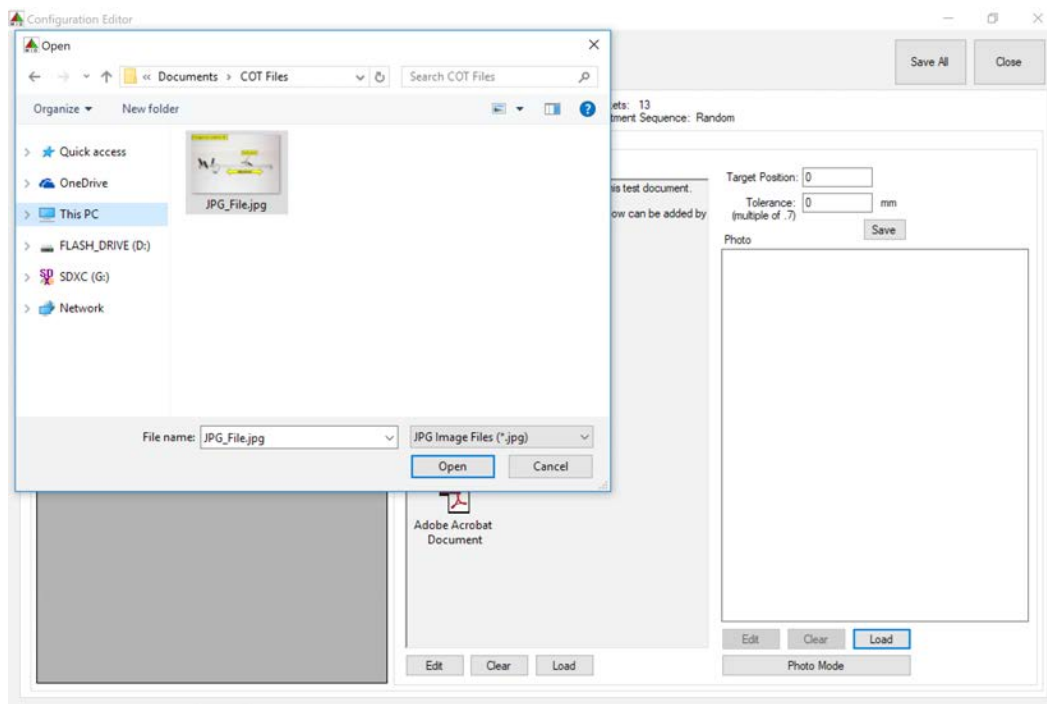 Configuration Editor
Open
« Documents › COT Files
Search COT Files
Organize
New folder
Quick access
OneDrive
This PC
FLASH_DRIVE (D:)
SDXC (G:)
Network
JPG_File.jpg
File name: JPG_File.jpg
JPG Image Files (*.jpg)
Open Cancel
Save All Close
ets: 13
tment Sequence: Random
his test document.
ow can be added by
Target Position: 0
Tolerance: 0 mm
(multiple of .7)
Save
Photo
Adobe Acrobat
Document
Edit Clear Load
Edit Clear Load
Photo Mode